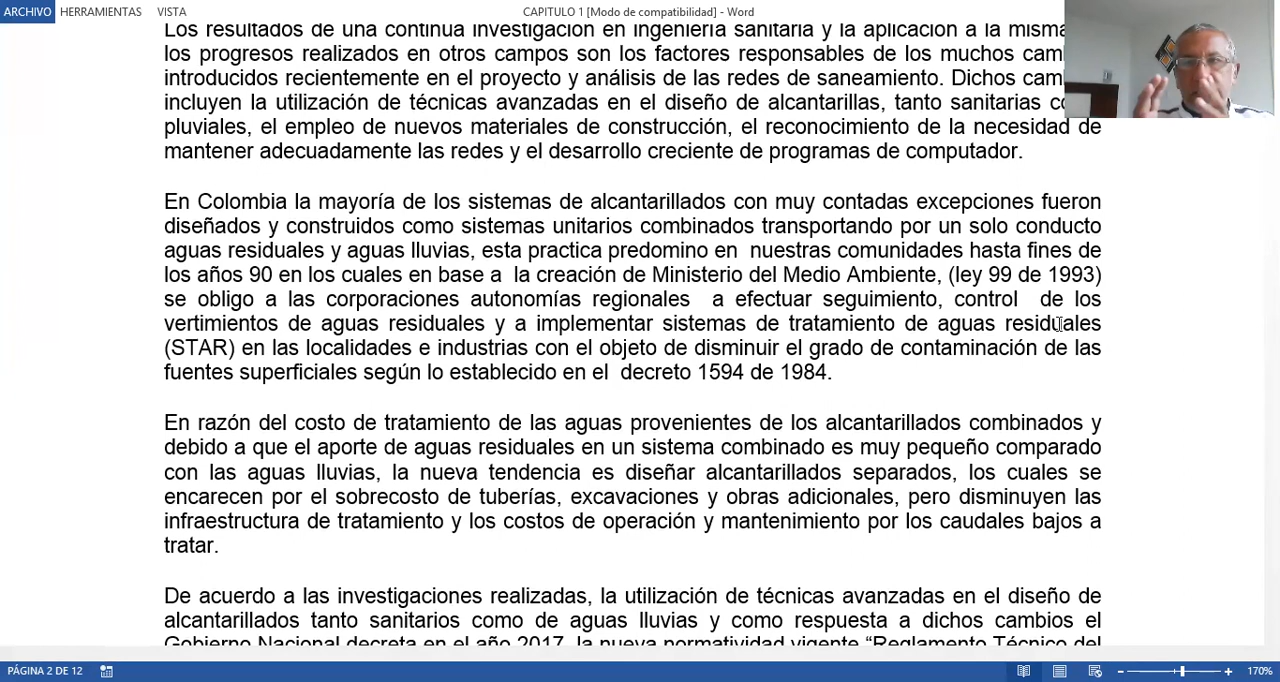 ARCHIVO HERRAMIENTAS VISTA CAPITULO 1 [Modo de compatibilidad] - Word
Los resultados de una continua investigación en ingeniería sanitaria y la aplicación a la misma
los progresos realizados en otros campos son los factores responsables de los muchos cam
introducidos recientemente en el proyecto y análisis de las redes de saneamiento. Dichos cam
incluyen la utilización de técnicas avanzadas en el diseño de alcantarillas, tanto sanitarias co
pluviales, el empleo de nuevos materiales de construcción, el reconocimiento de la necesidad de
mantener adecuadamente las redes y el desarrollo creciente de programas de computador.
En Colombia la mayoría de los sistemas de alcantarillados con muy contadas excepciones fueron
diseñados y construidos como sistemas unitarios combinados transportando por un solo conducto
aguas residuales y aguas lluvias, esta practica predomino en nuestras comunidades hasta fines de
los años 90 en los cuales en base a la creación de Ministerio del Medio Ambiente, (ley 99 de 1993)
se obligo a las corporaciones autonomías regionales a efectuar seguimiento, control de los
vertimientos de aguas residuales y a implementar sistemas de tratamiento de aguas residuales
(STAR) en las localidades e industrias con el objeto de disminuir el grado de contaminación de las
fuentes superficiales según lo establecido en el decreto 1594 de 1984.
En razón del costo de tratamiento de las aguas provenientes de los alcantarillados combinados y
debido a que el aporte de aguas residuales en un sistema combinado es muy pequeño comparado
con las aguas lluvias, la nueva tendencia es diseñar alcantarillados separados, los cuales se
encarecen por el sobrecosto de tuberías, excavaciones y obras adicionales, pero disminuyen las
infraestructura de tratamiento y los costos de operación y mantenimiento por los caudales bajos a
tratar.
De acuerdo a las investigaciones realizadas, la utilización de técnicas avanzadas en el diseño de
alcantarillados tanto sanitarios como de aguas lluvias y como respuesta a dichos cambios el
Gobierno Nacional decreta en el año 2017, la nueva normatividad vigente “Reglamento Técnico del
PÁGINA 2 DE 12 170%